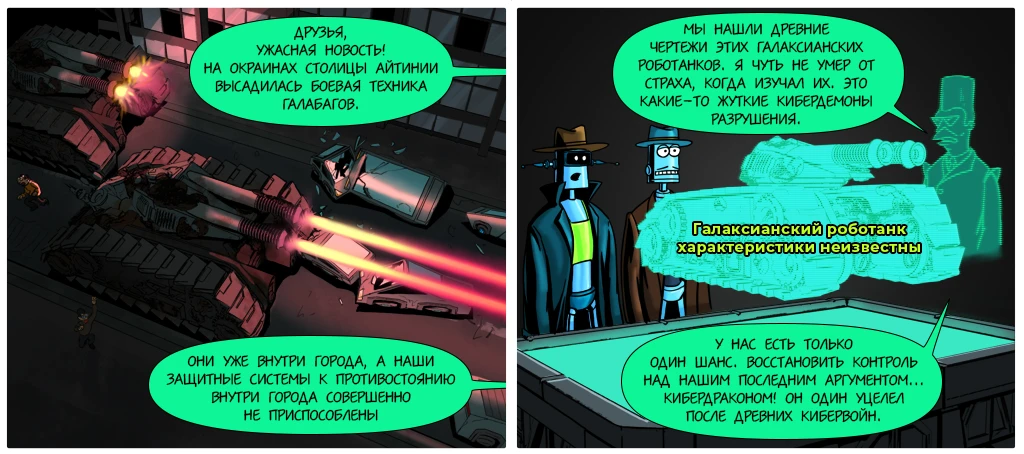 ДРУЗЬЯ,
УЖАСНАЯ НОВОСТЬ!
НА ОКРАИНАХ СТОЛИЦЫ АЙТИНИИ
ВЫСАДИЛАСЬ БОЕВАЯ ТЕХНИКА
ГАЛАБАГОВ.
ОНИ УЖЕ ВНУТРИ ГОРОДА, А НАШИ
ЗАЩИТНЫЕ СИСТЕМЫ К ПРОТИВОСТОЯНИЮ
ВНУТРИ ГОРОДА СОВЕРШЕННО
НЕ ПРИСПОСОБЛЕНЫ
МЫ НАШЛИ ДРЕВНИЕ
ЧЕРТЕЖИ ЭТИХ ГАЛАКСИАНСКИХ
РОБОТАНКОВ. Я ЧУТЬ НЕ УМЕР ОТ
СТРАХА, КОГДА ИЗУЧАЛ ИХ. ЭТО
КАКИЕ-ТО ЖУТКИЕ КИБЕРДЕМОНЫ
РАЗРУШЕНИЯ.
Галаксианский роботанк
характеристики неизвестны
У НАС ЕСТЬ ТОЛЬКО
ОДИН ШАНС. ВОССТАНОВИТЬ КОНТРОЛЬ
НАД НАШИМ ПОСЛЕДНИМ АРГУМЕНТОМ...
КИБЕРДРАКОНОМ! ОН ОДИН УЦЕЛЕЛ
ПОСЛЕ ДРЕВНИХ КИБЕРВОЙН.